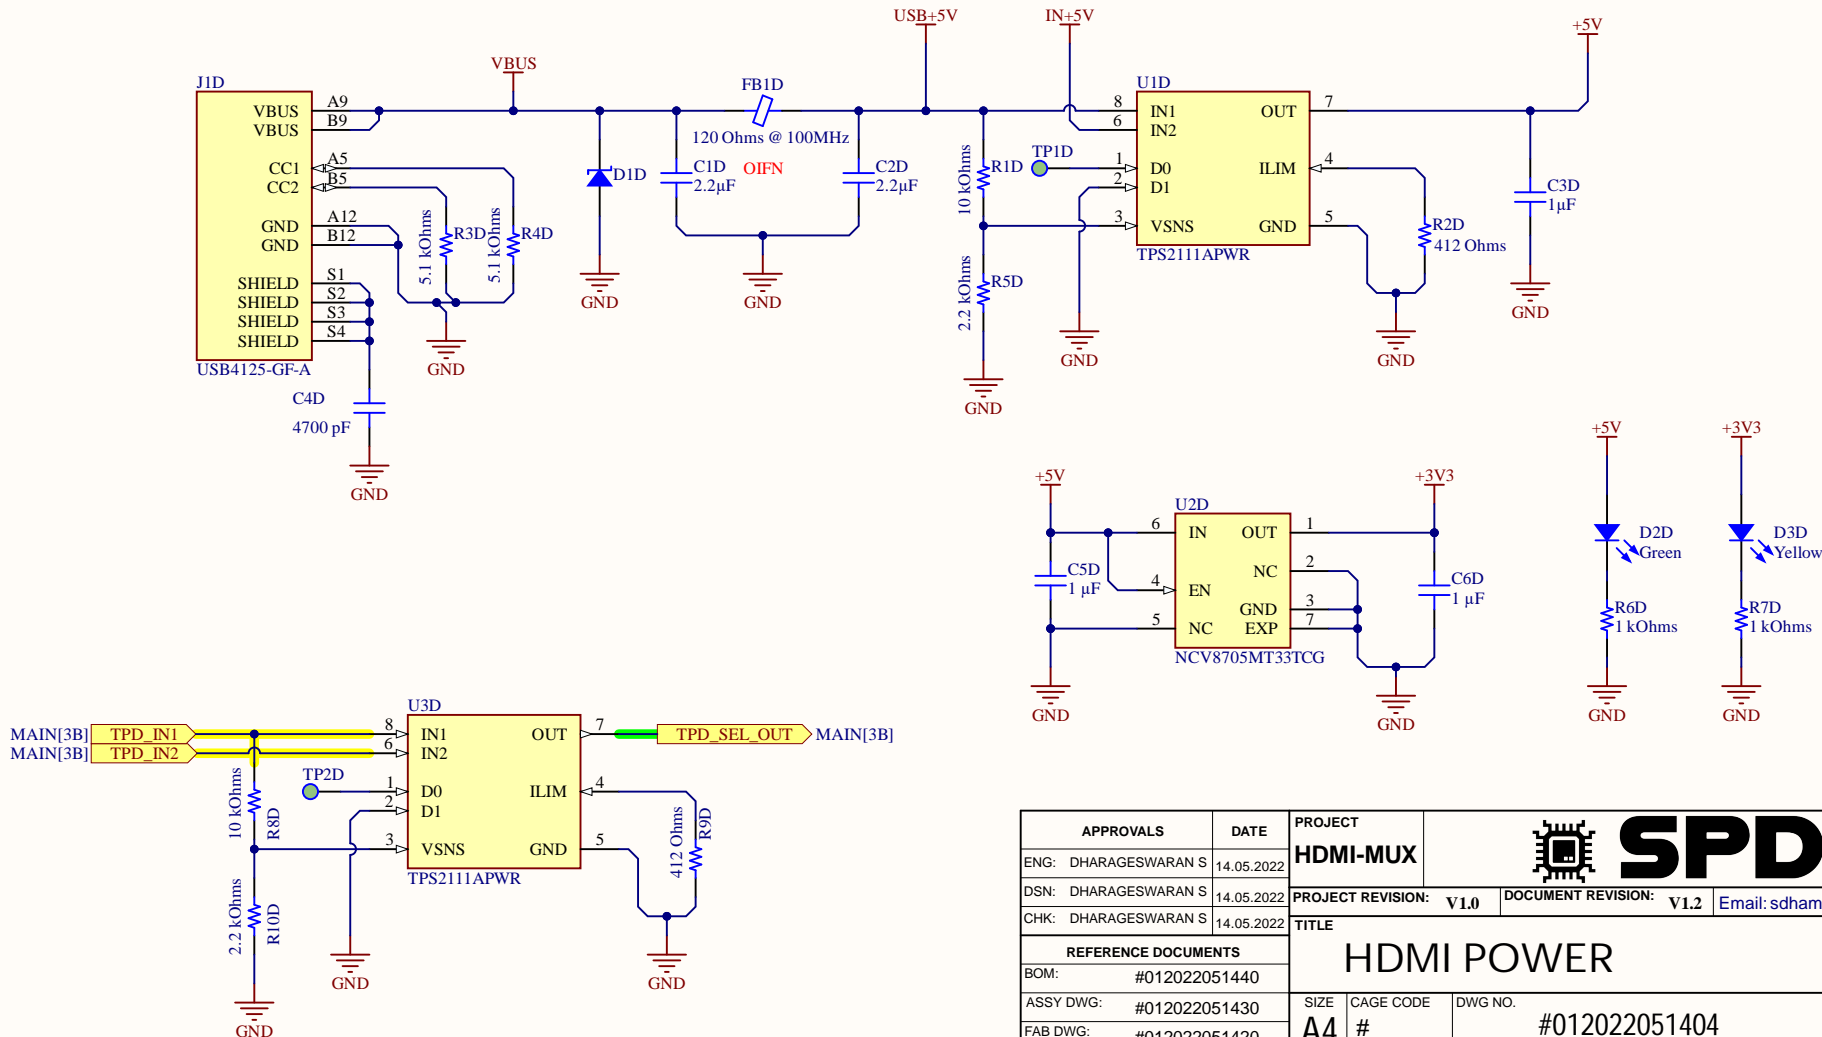 USB+5V
IN+5V
+5V
VBUS
J1D
FB1D
U1D
VBUS A9
VBUS B9
CC1 A5
CC2 B5
GND A12
GND B12
SHIELD S1
SHIELD S2
SHIELD S3
SHIELD S4
USB4125-GF-A
120 Ohms @ 100MHz
OIFN
D1D
C1D
2.2µF
C2D
2.2µF
R3D
5.1 kOhms
R4D
5.1 kOhms
GND
GND
GND
C4D
4700 pF
GND
R1D
10 kOhms
R5D
2.2 kOhms
GND
TP1D
8 IN1
6 IN2
1 D0
2 D1
3 VSNS
OUT 7
ILIM 4
GND 5
TPS2111APWR
GND
R2D
412 Ohms
GND
C3D
1µF
GND
+5V
+3V3
U2D
6 IN
4 EN
5 NC
OUT 1
NC 2
GND 3
EXP 7
NCV8705MT33TCG
C5D
1 µF
GND
C6D
1 µF
GND
+5V
D2D
Green
R6D
1 kOhms
GND
+3V3
D3D
Yellow
R7D
1 kOhms
GND
MAIN[3B] TPD_IN1
MAIN[3B] TPD_IN2
U3D
8 IN1
6 IN2
1 D0
2 D1
3 VSNS
OUT 7
ILIM 4
GND 5
TPS2111APWR
TPD_SEL_OUT MAIN[3B]
TP2D
10 kOhms
R8D
2.2 kOhms
R10D
GND
GND
412 Ohms
R9D
GND
APPROVALS DATE
ENG: DHARAGESWARAN S 14.05.2022
DSN: DHARAGESWARAN S 14.05.2022
CHK: DHARAGESWARAN S 14.05.2022
REFERENCE DOCUMENTS
BOM: #012022051440
ASSY DWG: #012022051430
FAB DWG: #012022051420
PROJECT
HDMI-MUX
SPD
PROJECT REVISION: V1.0
DOCUMENT REVISION: V1.2
Email: sdham
TITLE
HDMI POWER
SIZE
A4
CAGE CODE
#
DWG NO.
#012022051404